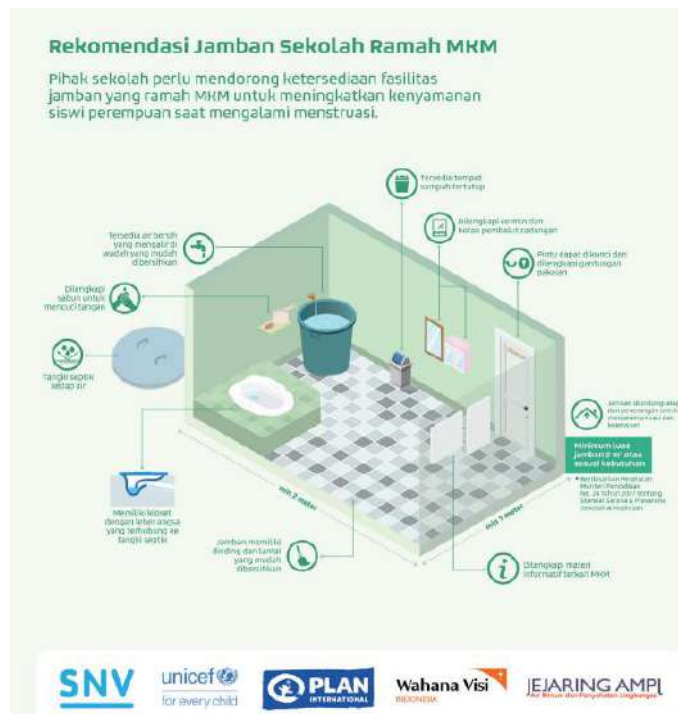 Rekomendasi Jamban Sekolah Ramah MKM
Pihak sekolah perlu mendorong ketersediaan fasilitas
jamban yang ramah MKM untuk meningkatkan kenyamanan
siswi perempuan saat mengalami menstruasi.
Tersedia tempat
sampah tertutup
Dilengkapi cermin dan
kotak pembalut cadangan
Tersedia air bersih
yang mengalir di
wadah yang mudah
dibersihkan
Pintu dapat dikunci dan
dilengkapi gantungan
pakaian
Dilengkapi
sabun untuk
mencuci tangan
Tangki septik
kedap air
Minimum luas
jamban 2 m² atau
sesuai kebutuhan
min 2 meter
min 1 meter
Memiliki kloset
dengan leher angsa
yang terhubung ke
tangki septik
Jamban memiliki
dinding dan lantai
yang mudah
dibersihkan
Dilengkapi materi
informatif terkait MKM
SNV
unicef
for every child
PLAN
INTERNATIONAL
Wahana Visi
INDONESIA
JEJARING AMPL
Air Minum dan Penyehatan Lingkungan